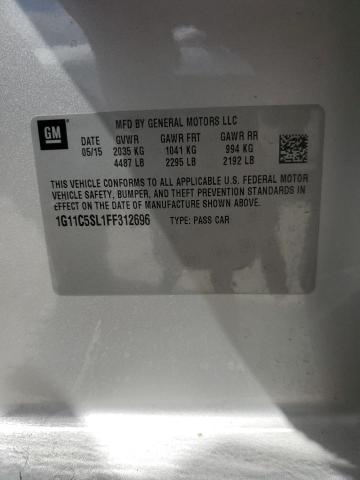 GM
MFD BY GENERAL MOTORS LLC
DATE GVWR GAWR FRT GAWR RR
05/15 2035 KG 1041 KG 994 KG
4487 LB 2295 LB 2192 LB
THIS VEHICLE CONFORMS TO ALL APPLICABLE U.S. FEDERAL MOTOR
VEHICLE SAFETY, BUMPER, AND THEFT PREVENTION STANDARDS IN
EFFECT ON THE DATE OF MANUFACTURE SHOWN ABOVE.
1G11C5SL1FF312696 TYPE: PASS CAR